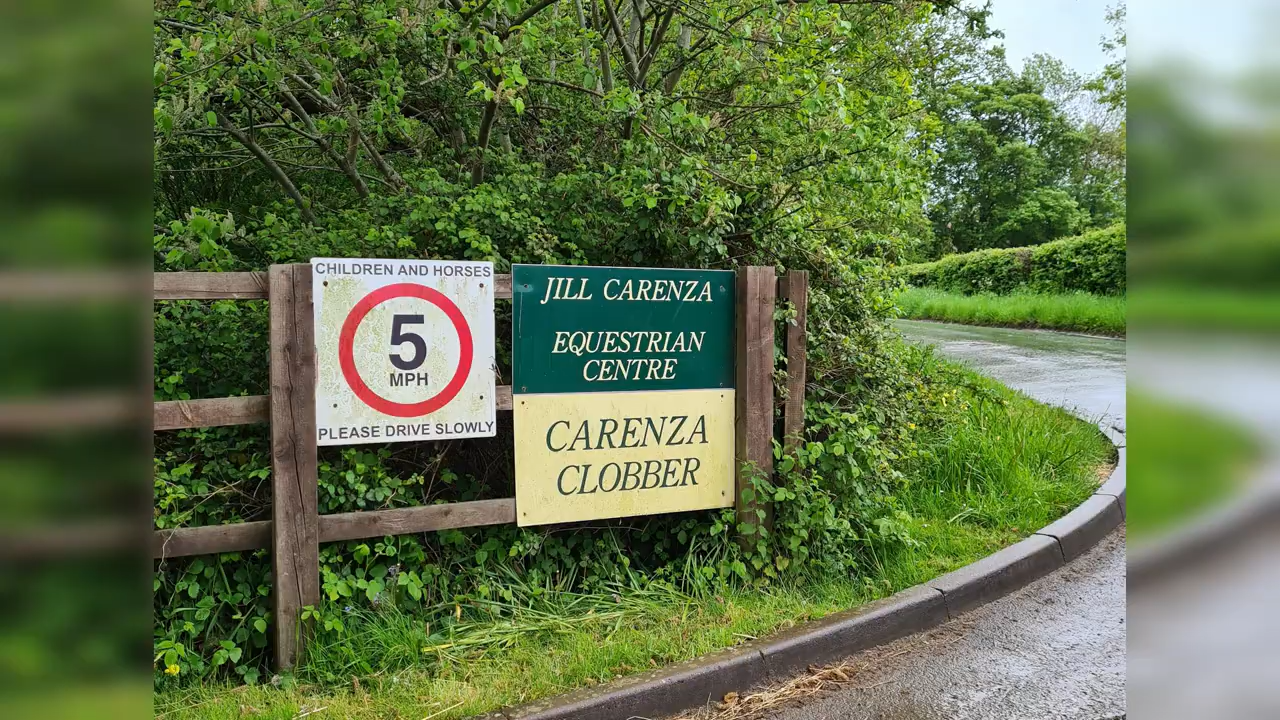 CHILDREN AND HORSES
5
MPH
PLEASE DRIVE SLOWLY
JILL CARENZA
EQUESTRIAN
CENTRE
CARENZA
CLOBBER